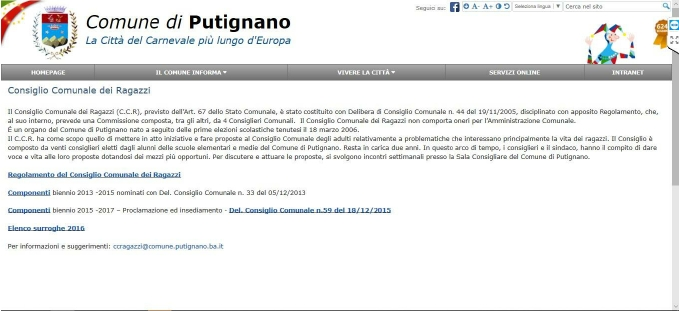 Seguici su: A- A+ Seleziona lingua Cerca nel sito
Comune di Putignano
La Città del Carnevale più lungo d'Europa
624
HOMEPAGE IL COMUNE INFORMA VIVERE LA CITTÀ SERVIZI ONLINE INTRANET
Consiglio Comunale dei Ragazzi
Il Consiglio Comunale dei Ragazzi (C.C.R), previsto dell'Art. 67 dello Stato Comunale, è stato costituito con Delibera di Consiglio Comunale n. 44 del 19/11/2005, disciplinato con apposito Regolamento, che,
al suo interno, prevede una Commissione composta, tra gli altri, da 4 Consiglieri Comunali. Il Consiglio Comunale dei Ragazzi non comporta oneri per l'Amministrazione Comunale.
É un organo del Comune di Putignano nato a seguito delle prime elezioni scolastiche tenutesi il 18 marzo 2006.
Il C.C.R. ha come scopo quello di mettere in atto iniziative e fare proposte al Consiglio Comunale degli adulti relativamente a problematiche che interessano principalmente la vita dei ragazzi. Il Consiglio è
composto da venti consiglieri eletti dagli alunni delle scuole elementari e medie del Comune di Putignano. Resta in carica due anni. In questo arco di tempo, i consiglieri e il sindaco, hanno il compito di dare
voce e vita alle loro proposte dotandosi dei mezzi più opportuni. Per discutere e attuare le proposte, si svolgono incontri settimanali presso la Sala Consigliare del Comune di Putignano.
Regolamento del Consiglio Comunale dei Ragazzi
Componenti biennio 2013 -2015 nominati con Del. Consiglio Comunale n. 33 del 05/12/2013
Componenti biennio 2015 -2017 – Proclamazione ed insediamento - Del. Consiglio Comunale n.59 del 18/12/2015
Elenco surroghe 2016
Per informazioni e suggerimenti: ccragazzi@comune.putignano.ba.it